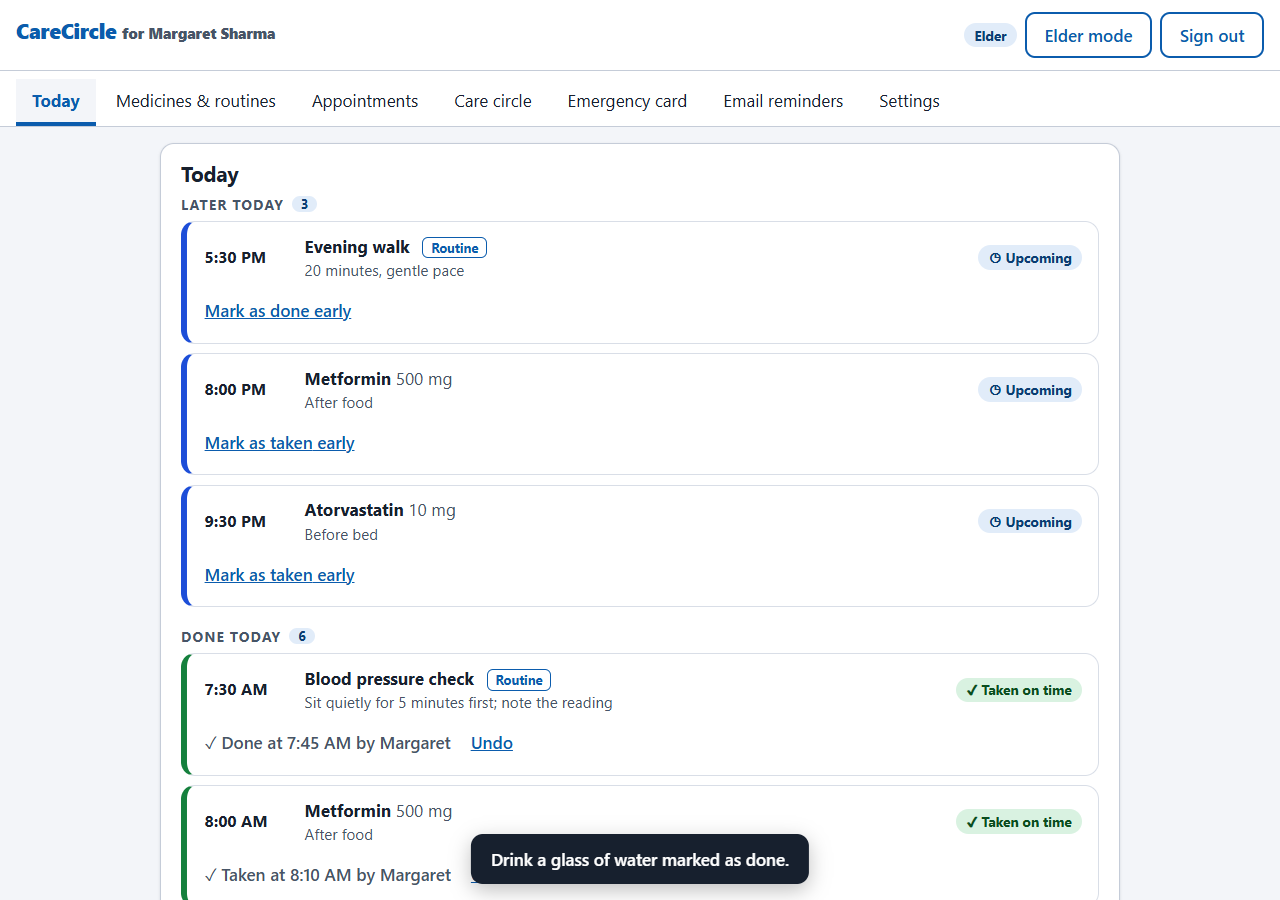 CareCircle for Margaret Sharma
Elder
Elder mode
Sign out
Today
Medicines & routines
Appointments
Care circle
Emergency card
Email reminders
Settings
Today
LATER TODAY 3
5:30 PM
Evening walk Routine
20 minutes, gentle pace
Upcoming
Mark as done early
8:00 PM
Metformin 500 mg
After food
Upcoming
Mark as taken early
9:30 PM
Atorvastatin 10 mg
Before bed
Upcoming
Mark as taken early
DONE TODAY 6
7:30 AM
Blood pressure check Routine
Sit quietly for 5 minutes first; note the reading
✓ Taken on time
✓ Done at 7:45 AM by Margaret Undo
8:00 AM
Metformin 500 mg
After food
✓ Taken on time
✓ Taken at 8:10 AM by Margaret
Drink a glass of water marked as done.